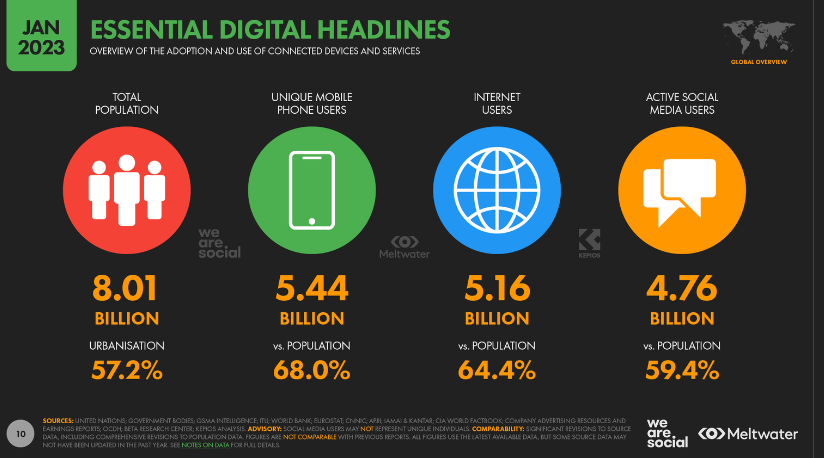 JAN
2023
ESSENTIAL DIGITAL HEADLINES
OVERVIEW OF THE ADOPTION AND USE OF CONNECTED DEVICES AND SERVICES
GLOBAL OVERVIEW
TOTAL
POPULATION
UNIQUE MOBILE
PHONE USERS
INTERNET
USERS
ACTIVE SOCIAL
MEDIA USERS
we
are
social
Meltwater
KEPIOS
8.01
BILLION
URBANISATION
57.2%
5.44
BILLION
vs. POPULATION
68.0%
5.16
BILLION
vs. POPULATION
64.4%
4.76
BILLION
vs. POPULATION
59.4%
10
SOURCES: UNITED NATIONS; GOVERNMENT BODIES; GSMA INTELLIGENCE; ITU; WORLD BANK; EUROSTAT; CNNIC; APJII; IAMAI & KANTAR; CIA WORLD FACTBOOK; COMPANY ADVERTISING RESOURCES AND
EARNINGS REPORTS; OCDH; BETA RESEARCH CENTER; KEPIOS ANALYSIS. ADVISORY: SOCIAL MEDIA USERS MAY NOT REPRESENT UNIQUE INDIVIDUALS. COMPARABILITY: SIGNIFICANT REVISIONS TO SOURCE
DATA, INCLUDING COMPREHENSIVE REVISIONS TO POPULATION DATA. FIGURES ARE NOT COMPARABLE WITH PREVIOUS REPORTS. ALL FIGURES USE THE LATEST AVAILABLE DATA, BUT SOME SOURCE DATA MAY
NOT HAVE BEEN UPDATED IN THE PAST YEAR. SEE NOTES ON DATA FOR FULL DETAILS.
we
are
social
Meltwater